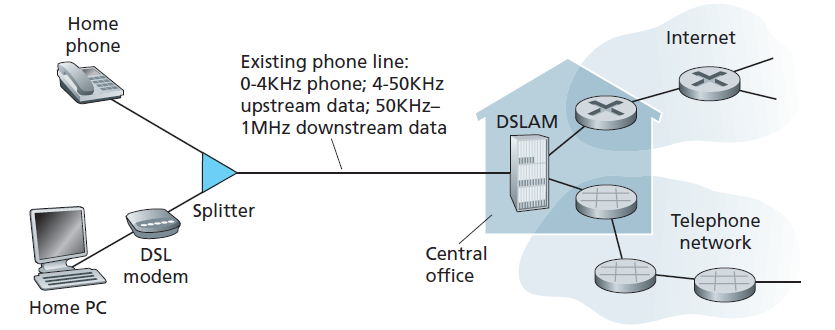 Home
phone
Existing phone line:
0-4KHz phone; 4-50KHz
upstream data; 50KHz–
1MHz downstream data
Internet
DSLAM
Splitter
DSL
modem
Home PC
Central
office
Telephone
network